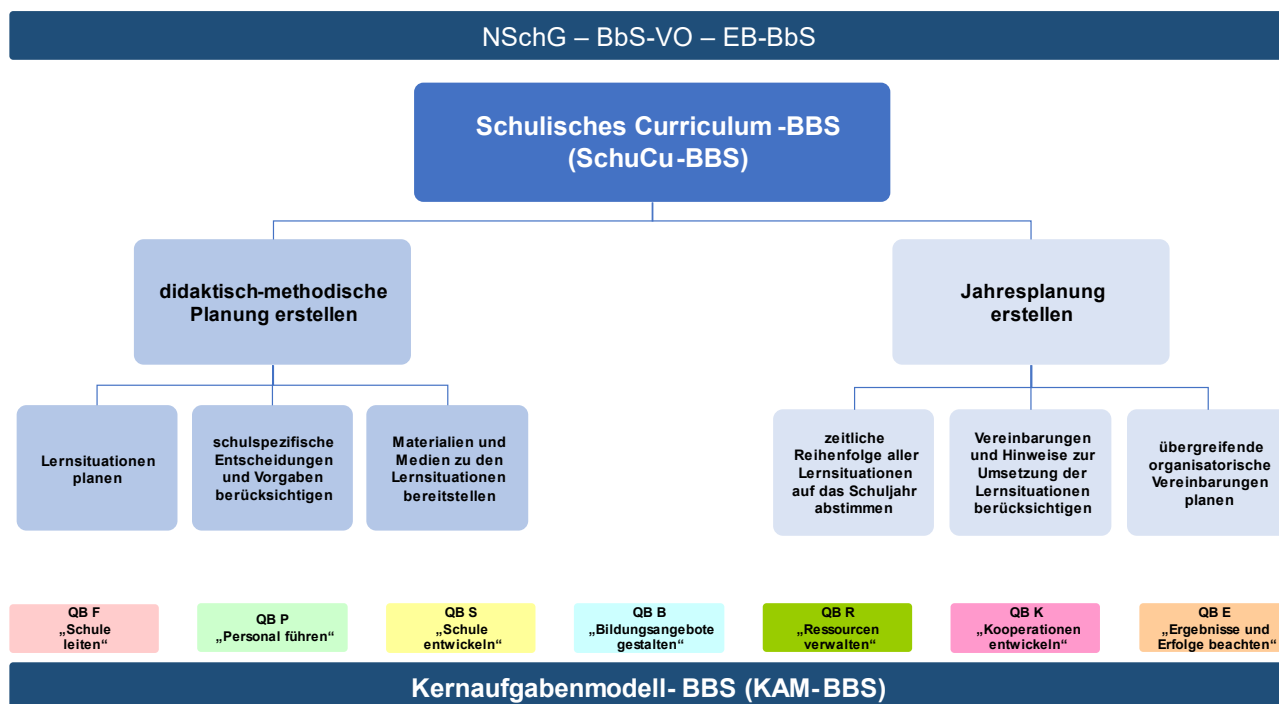 NSchG – BbS-VO – EB-BbS
Schulisches Curriculum -BBS
(SchuCu -BBS)
didaktisch-methodische
Planung erstellen
Jahresplanung
erstellen
Lernsituationen
planen
schulspezifische
Entscheidungen
und Vorgaben
berücksichtigen
Materialien und
Medien zu den
Lernsituationen
bereitstellen
zeitliche
Reihenfolge aller
Lernsituationen
auf das Schuljahr
abstimmen
Vereinbarungen
und Hinweise zur
Umsetzung der
Lernsituationen
berücksichtigen
übergreifende
organisatorische
Vereinbarungen
planen
QB F
„Schule
leiten“
QB P
„Personal führen“
QB S
„Schule
entwickeln“
QB B
„Bildungsangebote
gestalten“
QB R
„Ressourcen
verwalten“
QB K
„Kooperationen
entwickeln“
QB E
„Ergebnisse und
Erfolge beachten“
Kernaufgabenmodell- BBS (KAM- BBS)